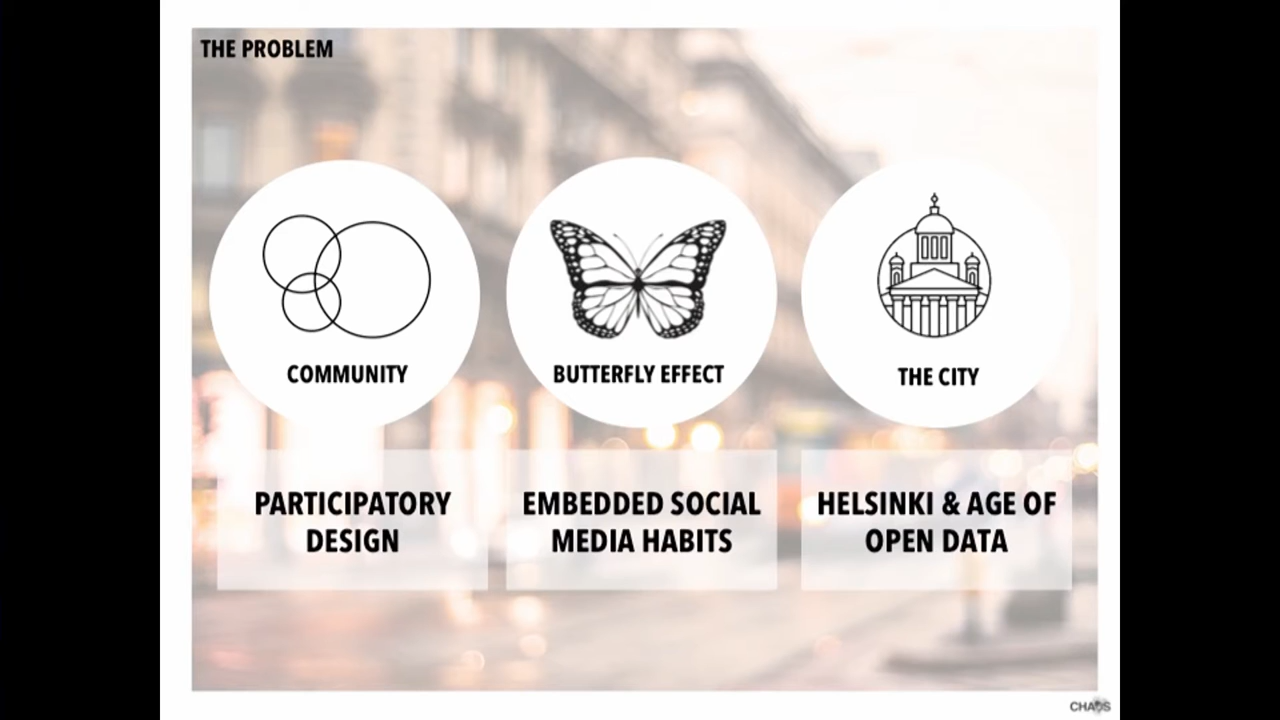 THE PROBLEM
COMMUNITY
BUTTERFLY EFFECT
THE CITY
PARTICIPATORY
DESIGN
EMBEDDED SOCIAL
MEDIA HABITS
HELSINKI & AGE OF
OPEN DATA
CHAOS